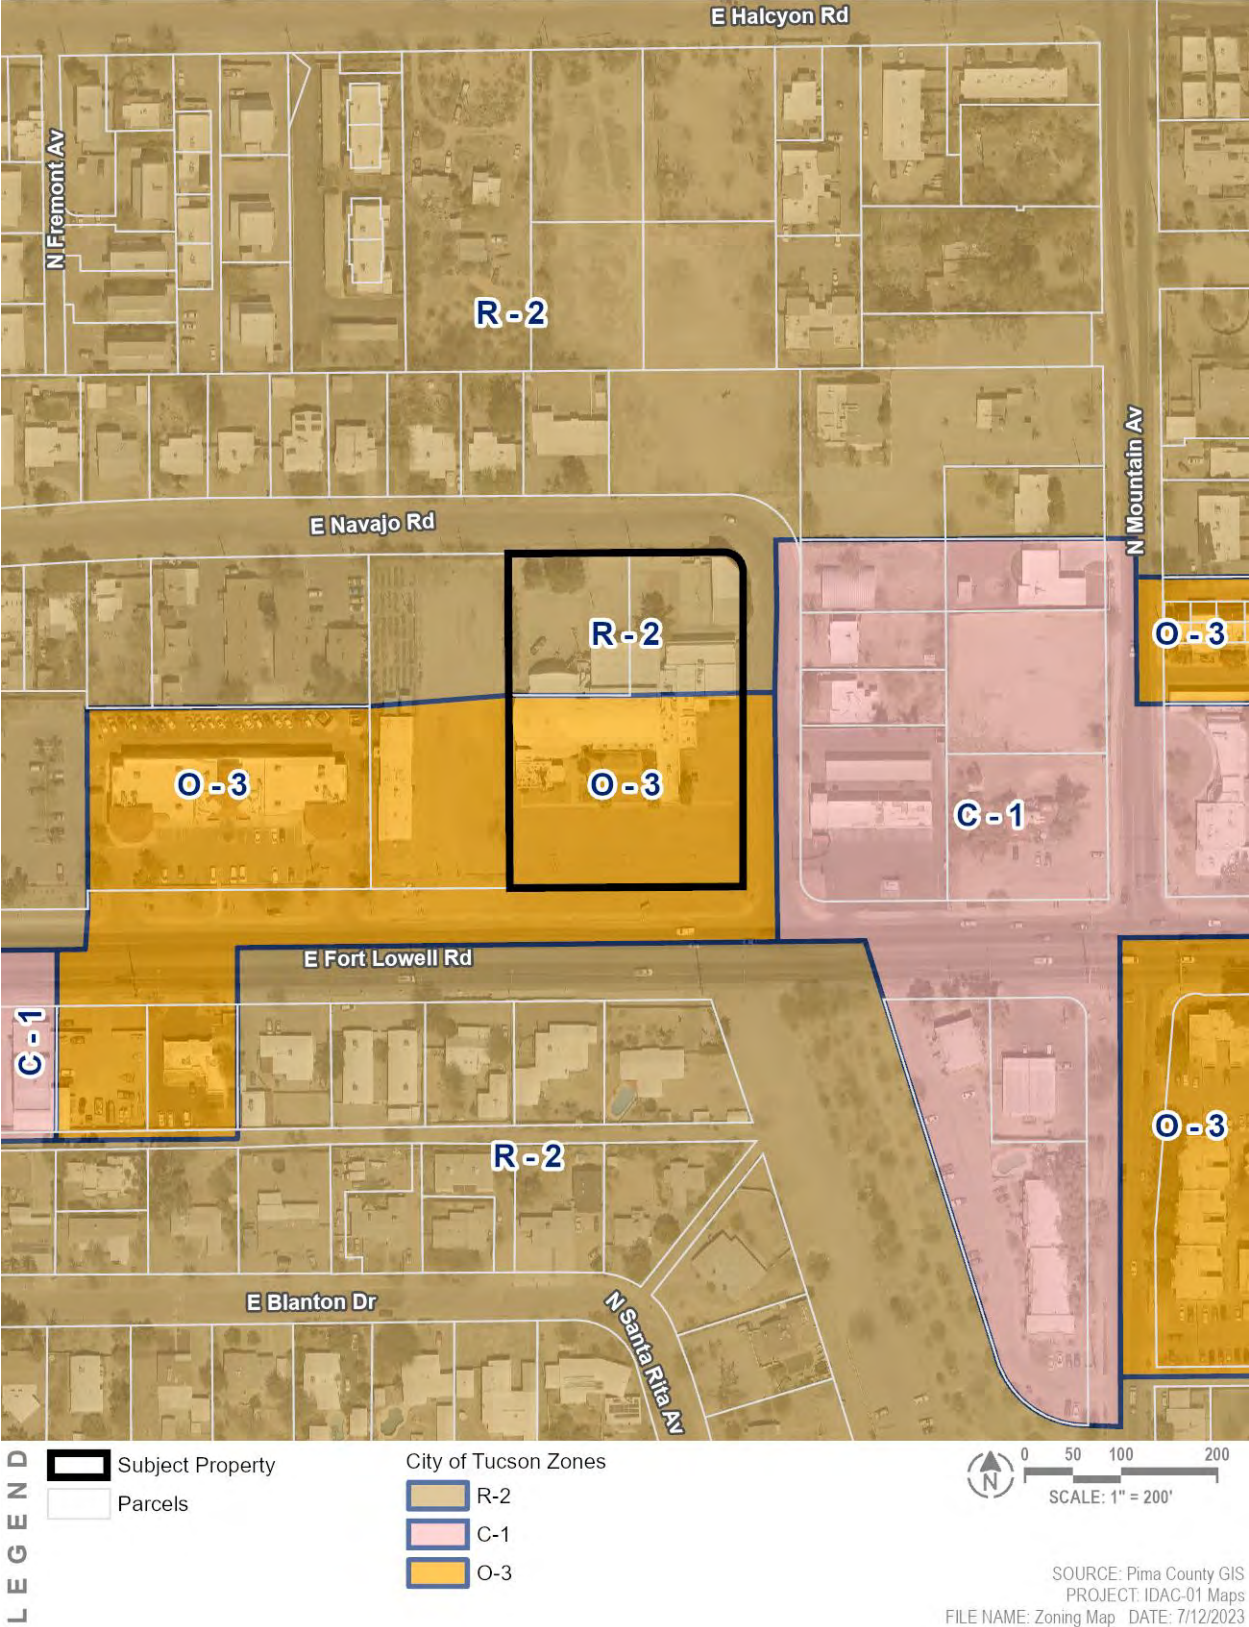 E Halcyon Rd
N Fremont Av
R - 2
N Mountain Av
E Navajo Rd
R - 2
O - 3
O - 3
O - 3
C - 1
E Fort Lowell Rd
C - 1
O - 3
R - 2
E Blanton Dr
N Santa Rita Av
LEGEND
Subject Property
Parcels
City of Tucson Zones
R-2
C-1
O-3
N
0 50 100 200
SCALE: 1" = 200'
SOURCE: Pima County GIS
PROJECT: IDAC-01 Maps
FILE NAME: Zoning Map DATE: 7/12/2023